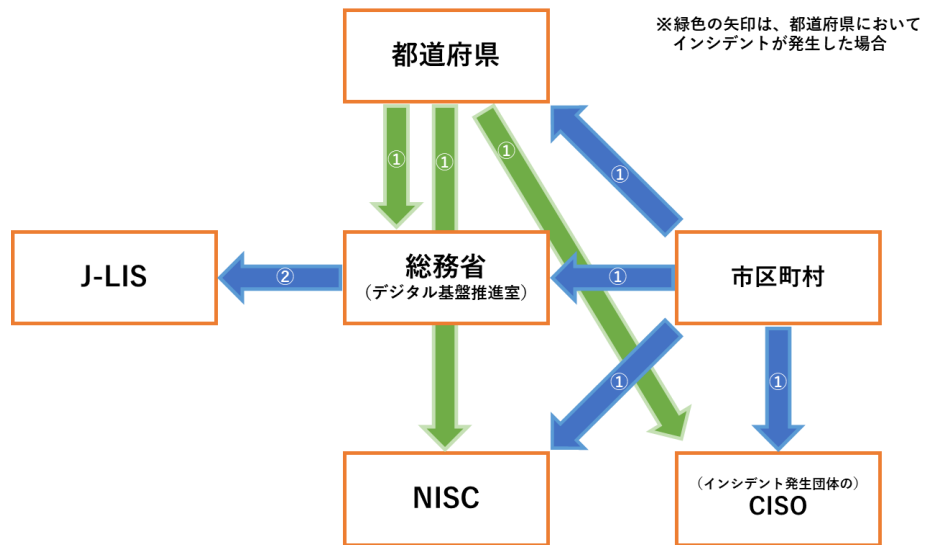 都道府県
※緑色の矢印は、都道府県において
インシデントが発生した場合
①
①
①
①
J-LIS
②
総務省
（デジタル基盤推進室）
①
市区町村
①
①
NISC
（インシデント発生団体の）
CISO